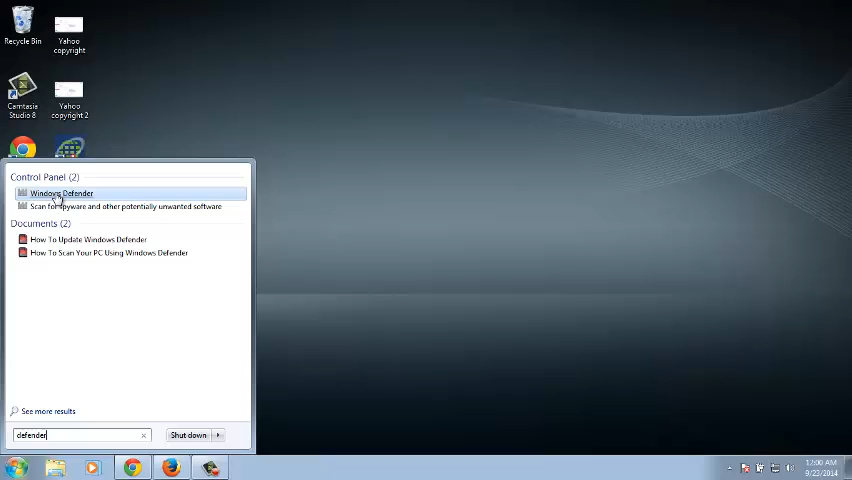 Recycle Bin
Yahoo
copyright
Camtasia
Studio 8
Yahoo
copyright 2
Control Panel (2)
Windows Defender
Scan for spyware and other potentially unwanted software
Documents (2)
How To Update Windows Defender
How To Scan Your PC Using Windows Defender
See more results
defender
Shut down
12:00 AM
9/23/2014